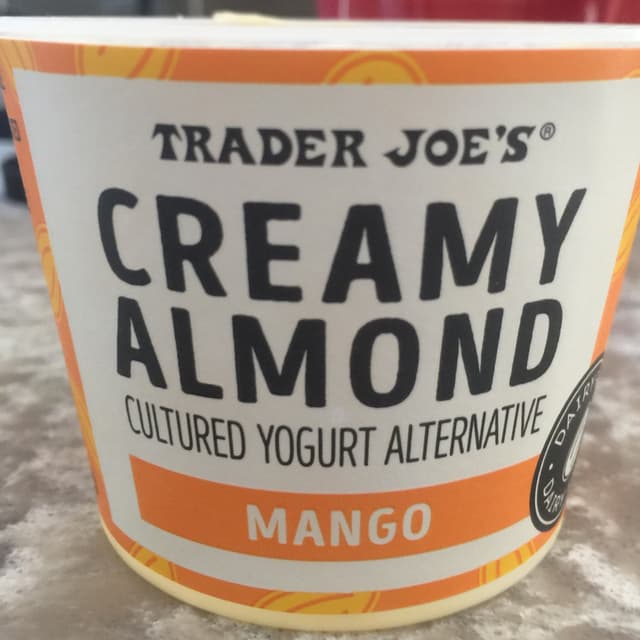 TRADER JOE'S®
CREAMY
ALMOND
CULTURED YOGURT ALTERNATIVE
MANGO